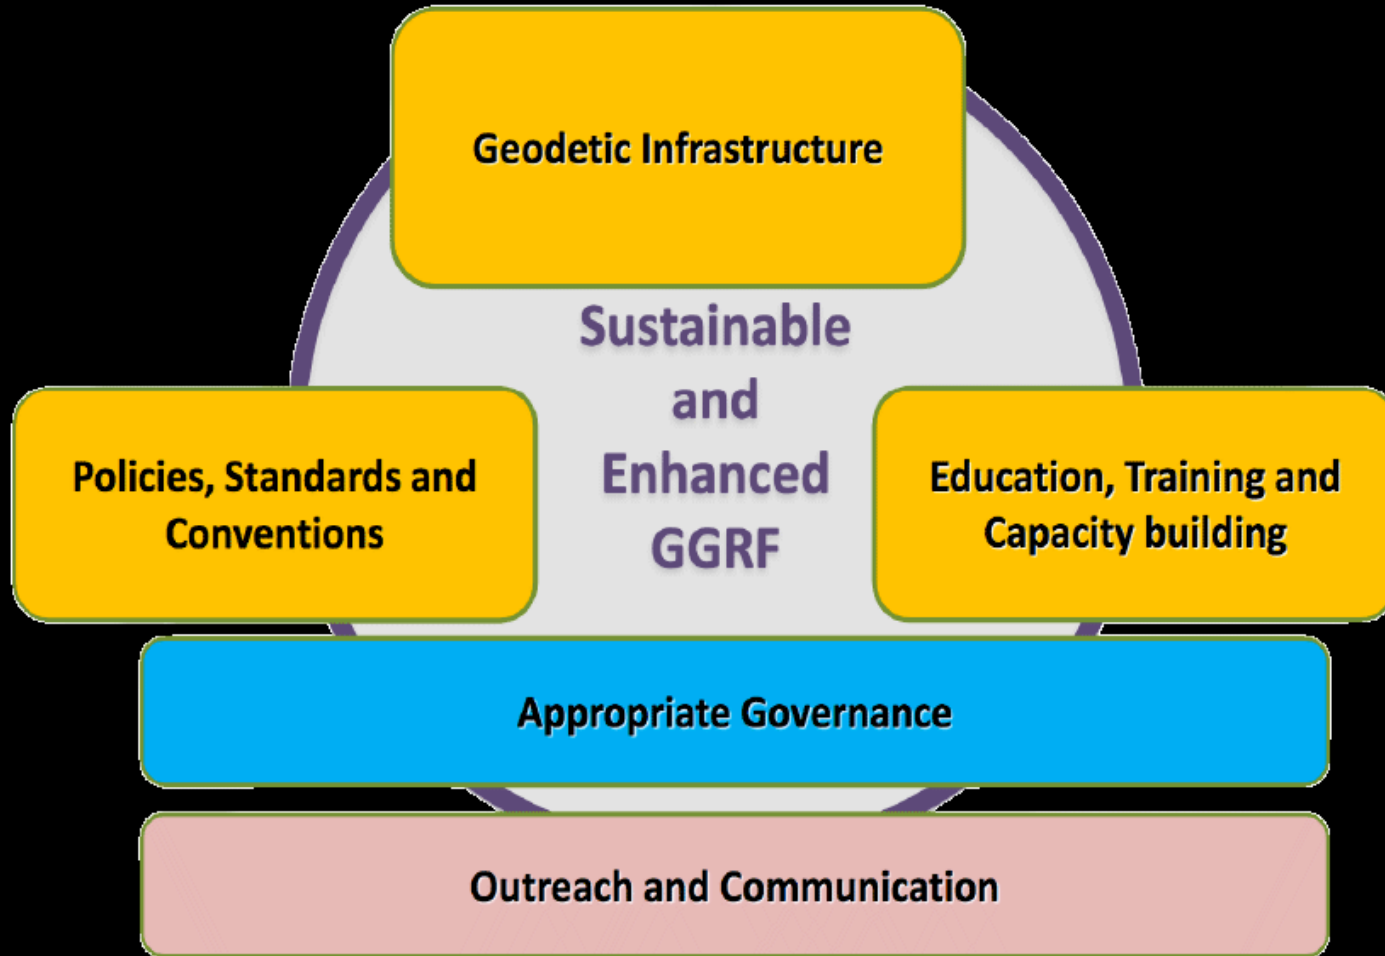 Geodetic Infrastructure
Sustainable
and
Enhanced
GGRF
Policies, Standards and
Conventions
Education, Training and
Capacity building
Appropriate Governance
Outreach and Communication